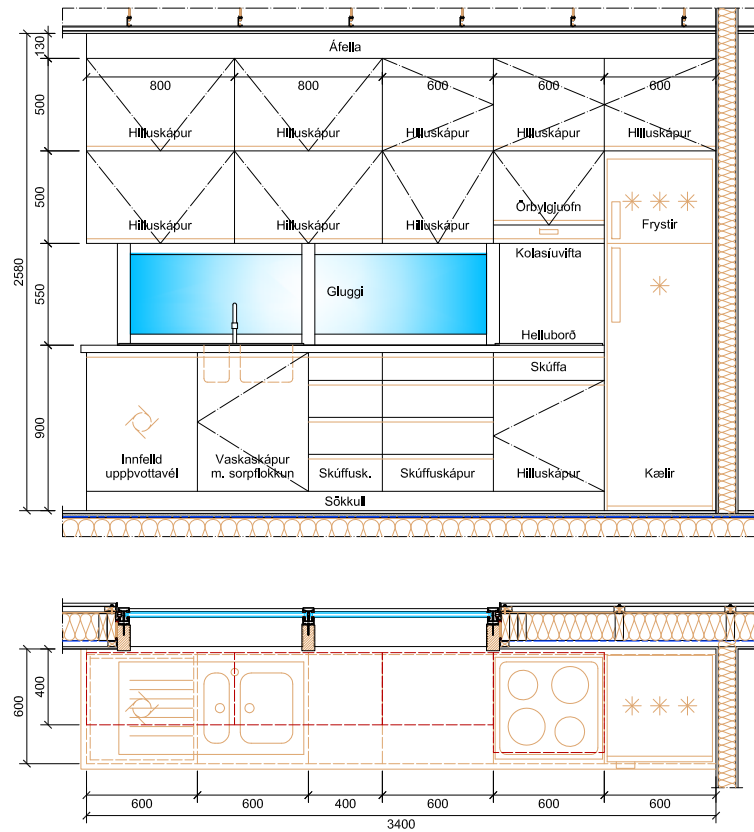 Áfella
130
800
800
600
600
600
500
Hilluskápur
Hilluskápur
Hilluskápur
Hilluskápur
Hilluskápur
500
Örbylgjuofn
Hilluskápur
Hilluskápur
Hilluskápur
Frystir
2580
Kolasíuvifta
550
Gluggi
Helluborð
Skúffa
900
Innfelld
uppþvottavél
Vaskaskápur
m. sorpflokkun
Skúffusk.
Skúffuskápur
Hilluskápur
Kælir
Sökkull
600
400
600
600
400
600
600
600
3400